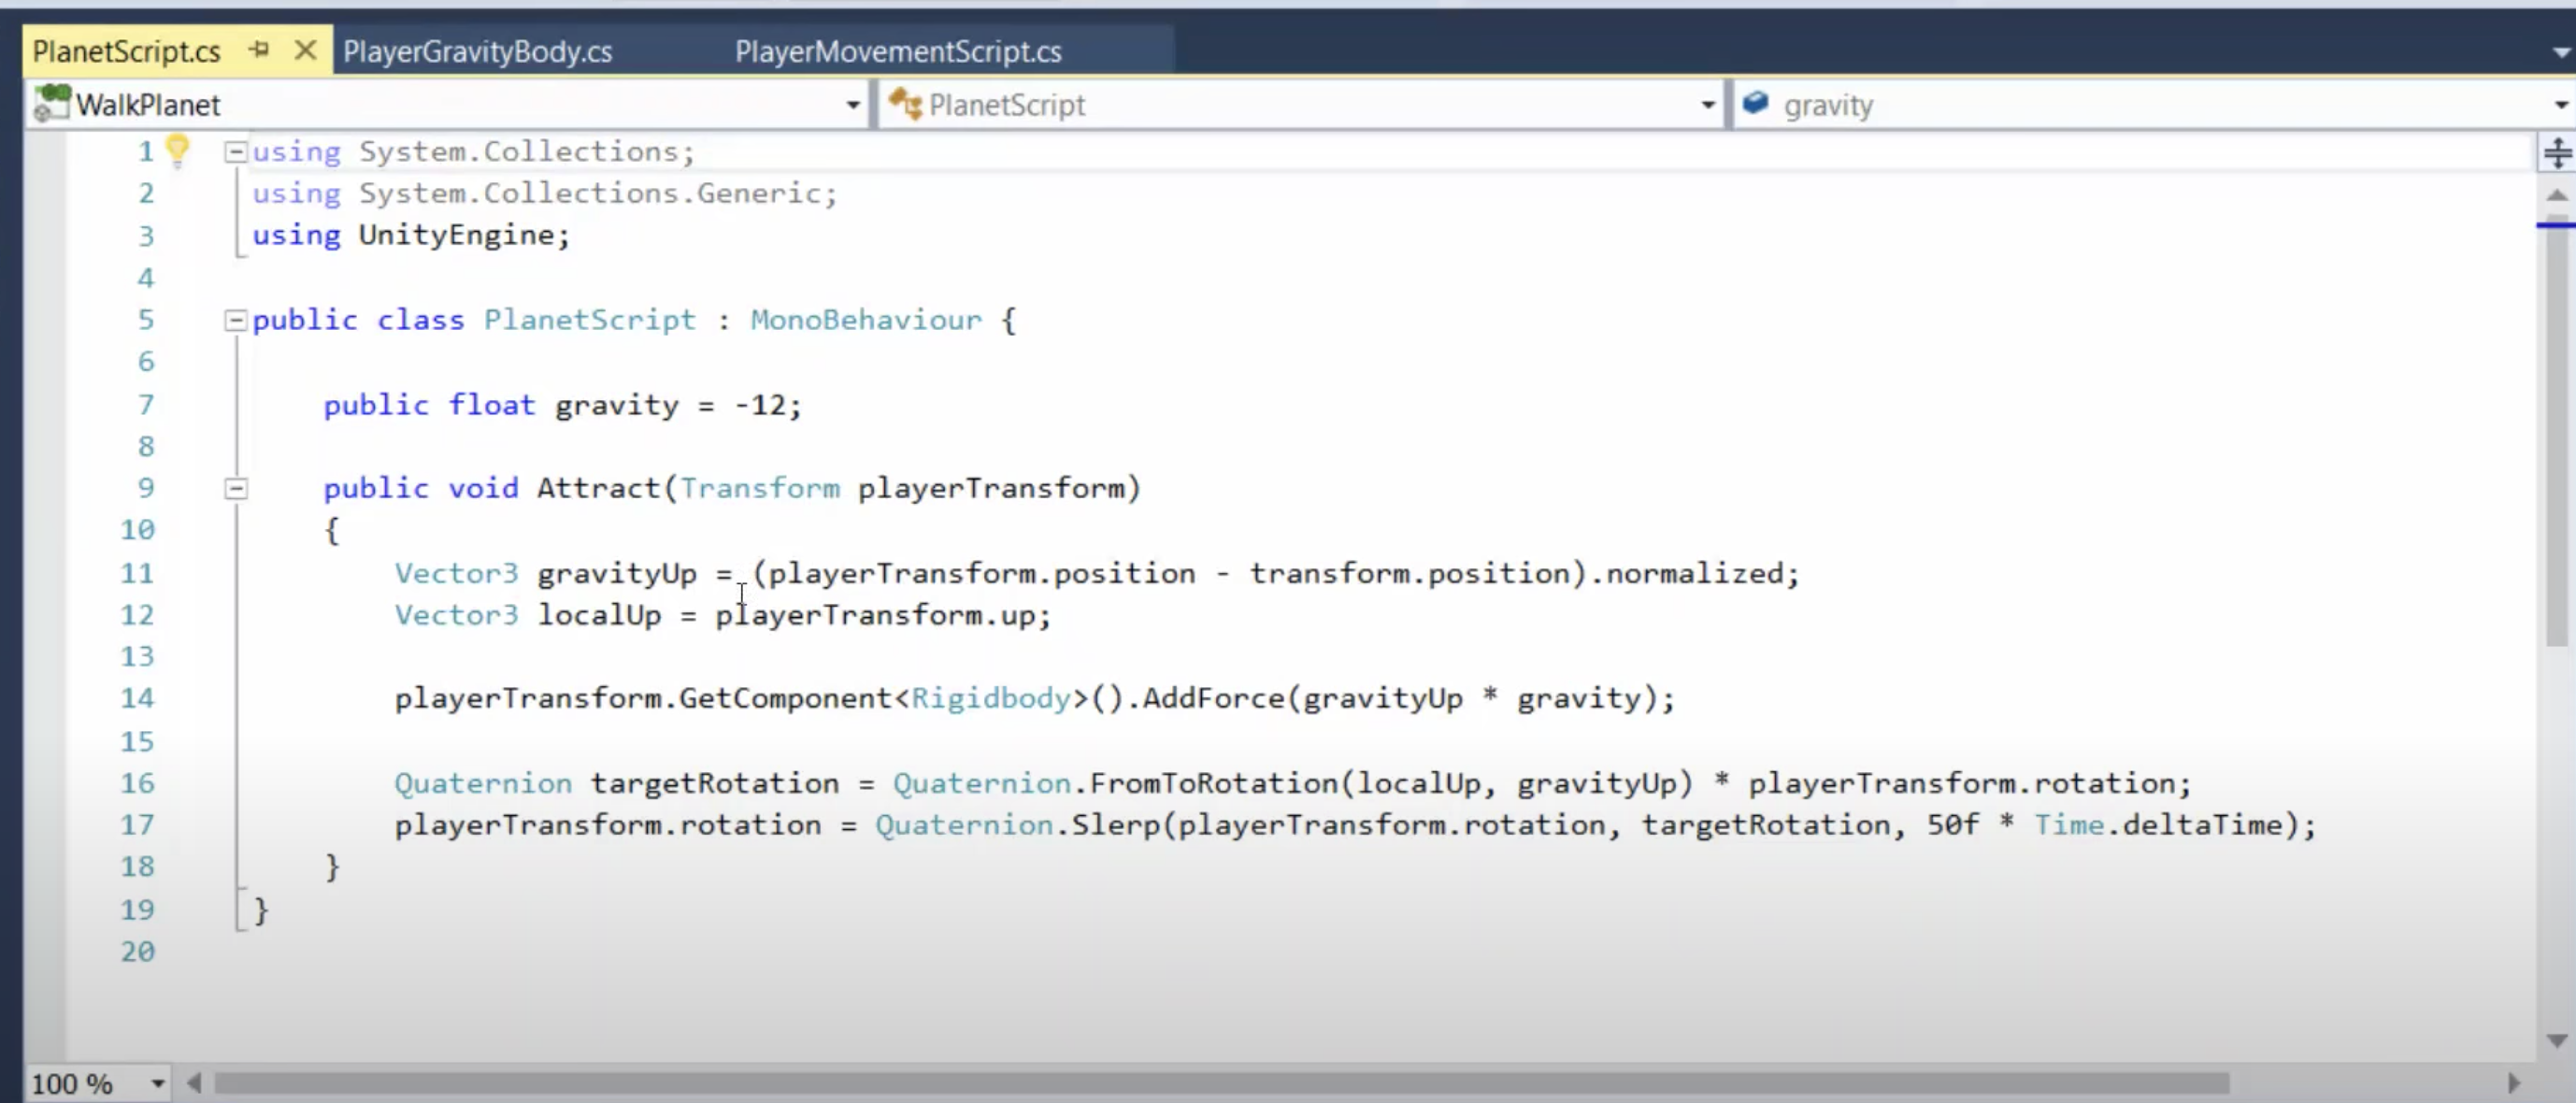 PlanetScript.cs PlayerGravityBody.cs PlayerMovementScript.cs
WalkPlanet PlanetScript gravity
1 using System.Collections;
2 using System.Collections.Generic;
3 using UnityEngine;
4
5 public class PlanetScript : MonoBehaviour {
6
7 public float gravity = -12;
8
9 public void Attract(Transform playerTransform)
10 {
11 Vector3 gravityUp = (playerTransform.position - transform.position).normalized;
12 Vector3 localUp = playerTransform.up;
13
14 playerTransform.GetComponent<Rigidbody>().AddForce(gravityUp * gravity);
15
16 Quaternion targetRotation = Quaternion.FromToRotation(localUp, gravityUp) * playerTransform.rotation;
17 playerTransform.rotation = Quaternion.Slerp(playerTransform.rotation, targetRotation, 50f * Time.deltaTime);
18 }
19 }
20
100 %